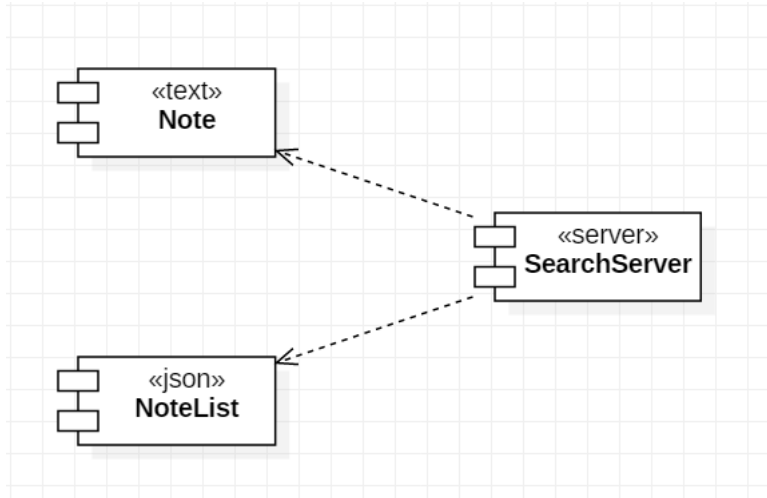 «text»
Note
«server»
SearchServer
«json»
NoteList